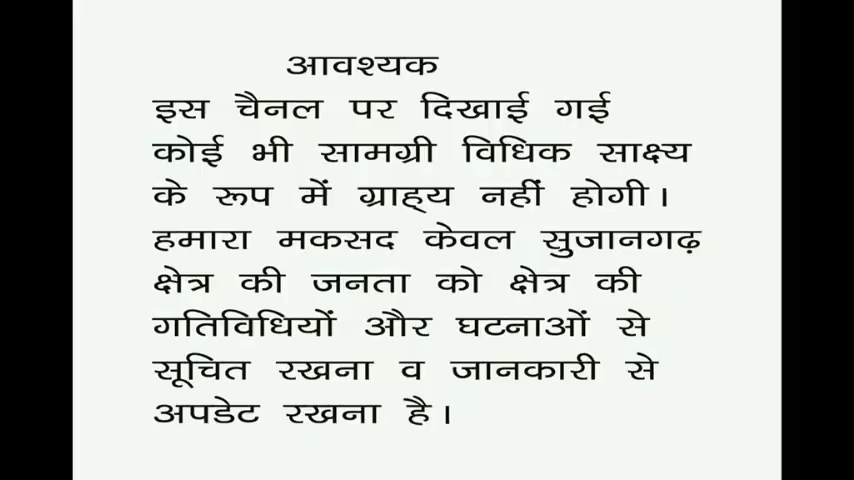 आवश्यक
इस चैनल पर दिखाई गई
कोई भी सामग्री विधिक साक्ष्य
के रूप में ग्राह्य नहीं होगी।
हमारा मकसद केवल सुजानगढ़
क्षेत्र की जनता को क्षेत्र की
गतिविधियों और घटनाओं से
सूचित रखना व जानकारी से
अपडेट रखना है।